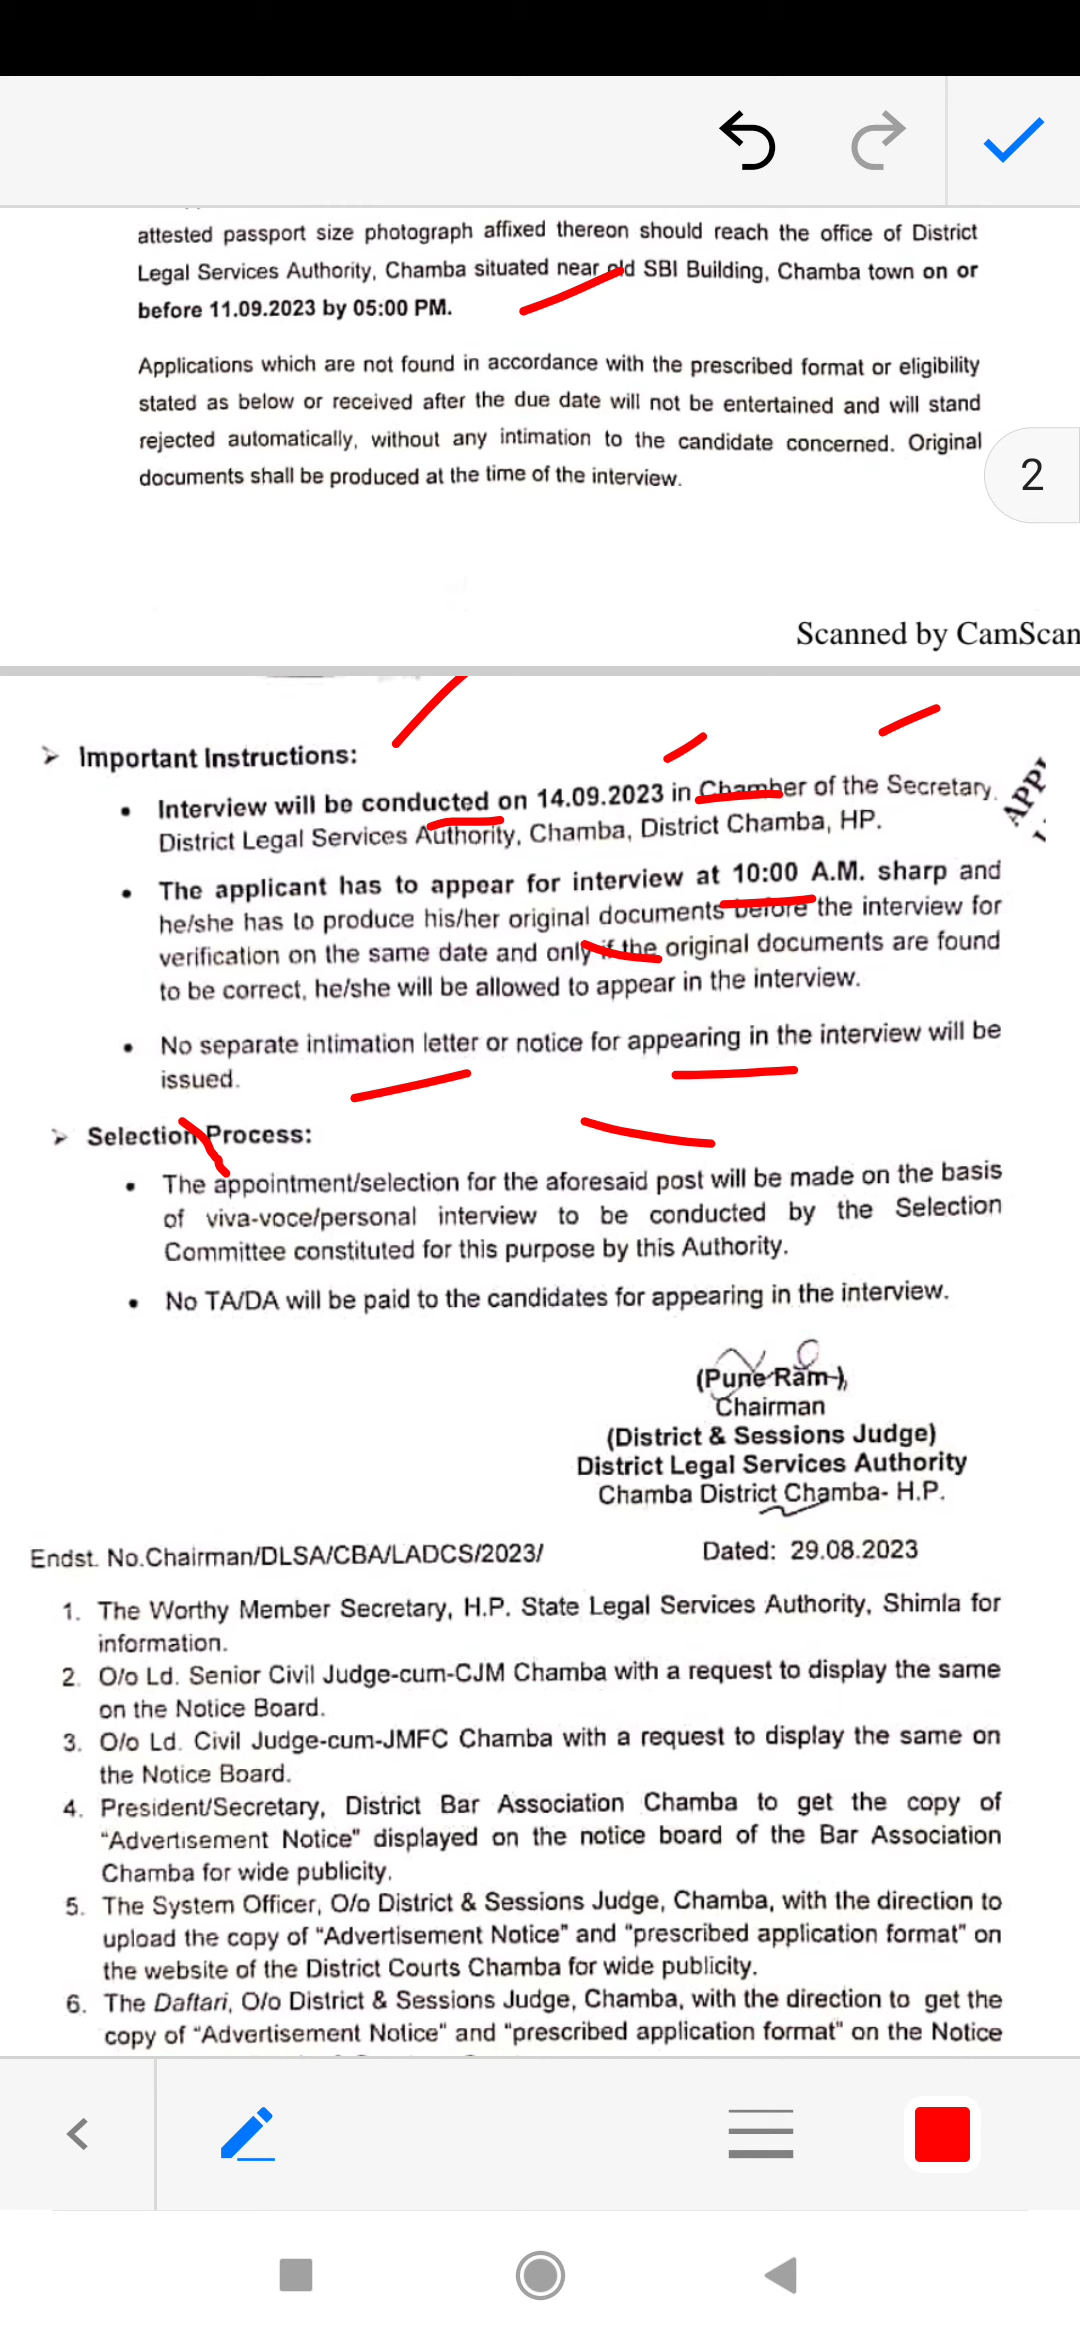 attested passport size photograph affixed thereon should reach the office of District
Legal Services Authority, Chamba situated near old SBI Building, Chamba town on or
before 11.09.2023 by 05:00 PM.
Applications which are not found in accordance with the prescribed format or eligibility
stated as below or received after the due date will not be entertained and will stand
rejected automatically, without any intimation to the candidate concerned. Original
documents shall be produced at the time of the interview.
2
Scanned by CamScan
➢ Important Instructions:
APPI
• Interview will be conducted on 14.09.2023 in Chamber of the Secretary,
District Legal Services Authority, Chamba, District Chamba, HP.
• The applicant has to appear for interview at 10:00 A.M. sharp and
he/she has to produce his/her original documents before the interview for
verification on the same date and only if the original documents are found
to be correct, he/she will be allowed to appear in the interview.
• No separate intimation letter or notice for appearing in the interview will be
issued.
➢ Selection Process:
• The appointment/selection for the aforesaid post will be made on the basis
of viva-voce/personal interview to be conducted by the Selection
Committee constituted for this purpose by this Authority.
• No TA/DA will be paid to the candidates for appearing in the interview.
(Pune Ram)
Chairman
(District & Sessions Judge)
District Legal Services Authority
Chamba District Chamba- H.P.
Endst. No.Chairman/DLSA/CBA/LADCS/2023/ Dated: 29.08.2023
1. The Worthy Member Secretary, H.P. State Legal Services Authority, Shimla for
information.
2. O/o Ld. Senior Civil Judge-cum-CJM Chamba with a request to display the same
on the Notice Board.
3. O/o Ld. Civil Judge-cum-JMFC Chamba with a request to display the same on
the Notice Board.
4. President/Secretary, District Bar Association Chamba to get the copy of
“Advertisement Notice” displayed on the notice board of the Bar Association
Chamba for wide publicity.
5. The System Officer, O/o District & Sessions Judge, Chamba, with the direction to
upload the copy of “Advertisement Notice” and “prescribed application format” on
the website of the District Courts Chamba for wide publicity.
6. The Daftari, O/o District & Sessions Judge, Chamba, with the direction to get the
copy of “Advertisement Notice” and “prescribed application format” on the Notice